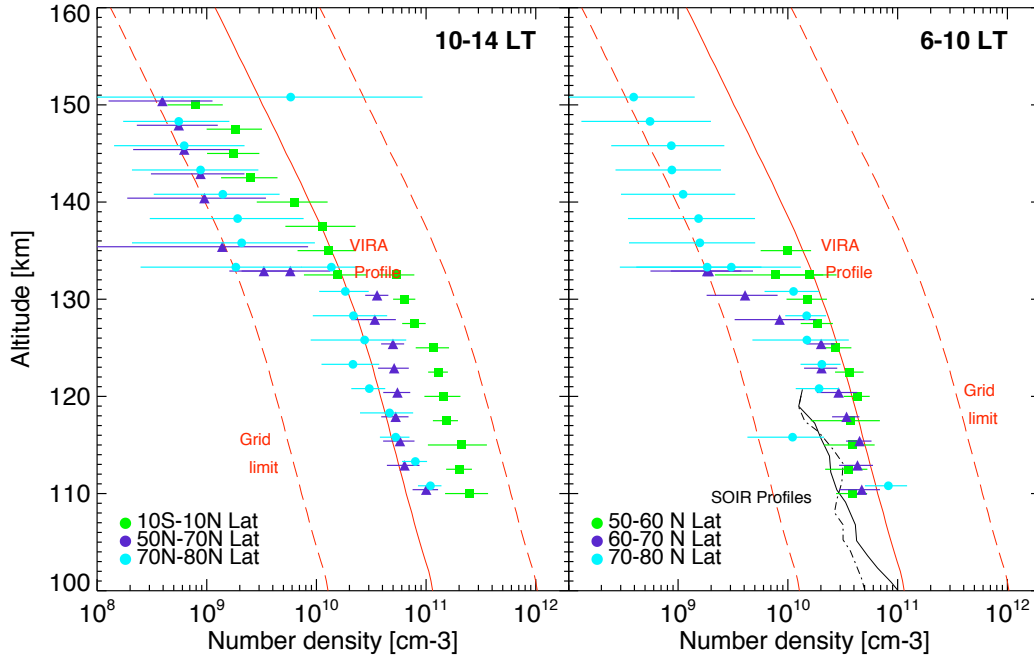 10-14 LT
6-10 LT
Altitude [km]
160
150
140
130
120
110
100
VIRA
Profile
Grid
limit
10S-10N Lat
50N-70N Lat
70N-80N Lat
VIRA
Profile
Grid
limit
SOIR Profiles
50-60 N Lat
60-70 N Lat
70-80 N Lat
10^8 10^9 10^10 10^11 10^12
10^9 10^10 10^11 10^12
Number density [cm-3]
Number density [cm-3]